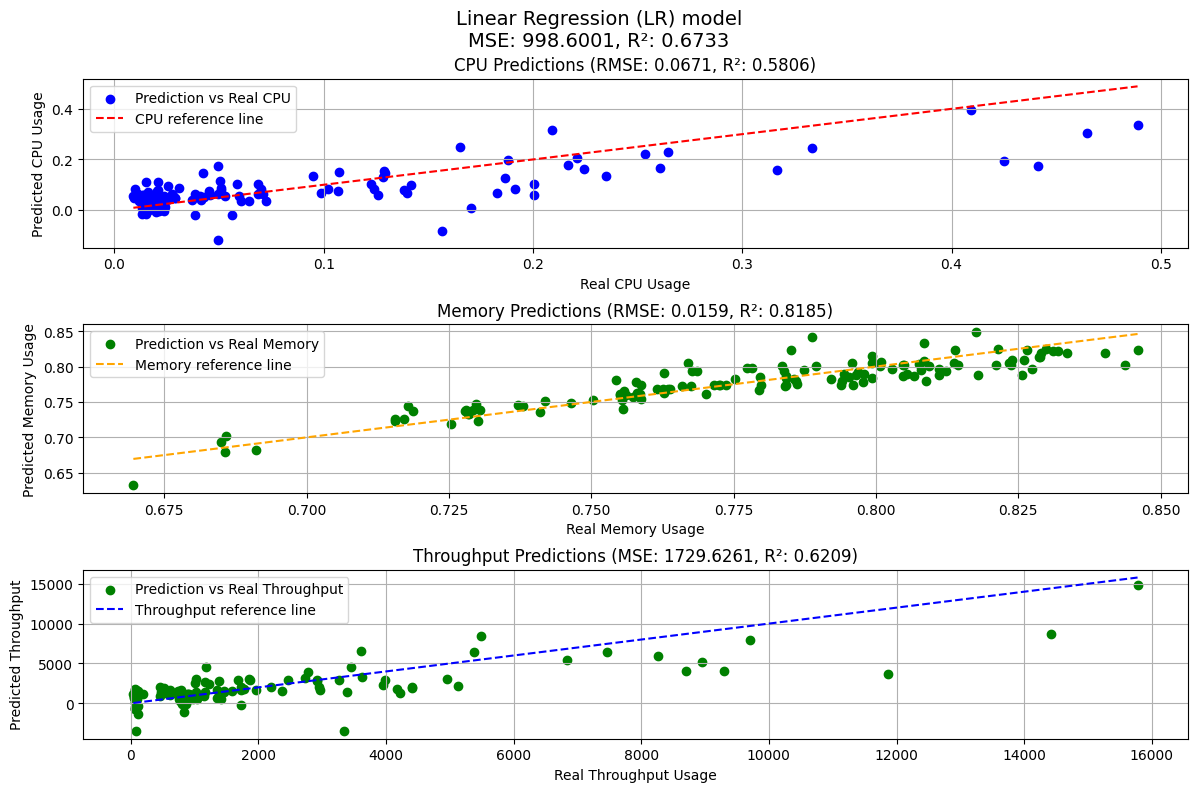 Linear Regression (LR) model
MSE: 998.6001, R²: 0.6733
CPU Predictions (RMSE: 0.0671, R²: 0.5806)
Predicted CPU Usage
0.4
0.2
0.0
Prediction vs Real CPU
CPU reference line
0.0 0.1 0.2 0.3 0.4 0.5
Real CPU Usage
Memory Predictions (RMSE: 0.0159, R²: 0.8185)
Predicted Memory Usage
0.85
0.80
0.75
0.70
0.65
Prediction vs Real Memory
Memory reference line
0.675 0.700 0.725 0.750 0.775 0.800 0.825 0.850
Real Memory Usage
Throughput Predictions (MSE: 1729.6261, R²: 0.6209)
Predicted Throughput
15000
10000
5000
0
Prediction vs Real Throughput
Throughput reference line
0 2000 4000 6000 8000 10000 12000 14000 16000
Real Throughput Usage